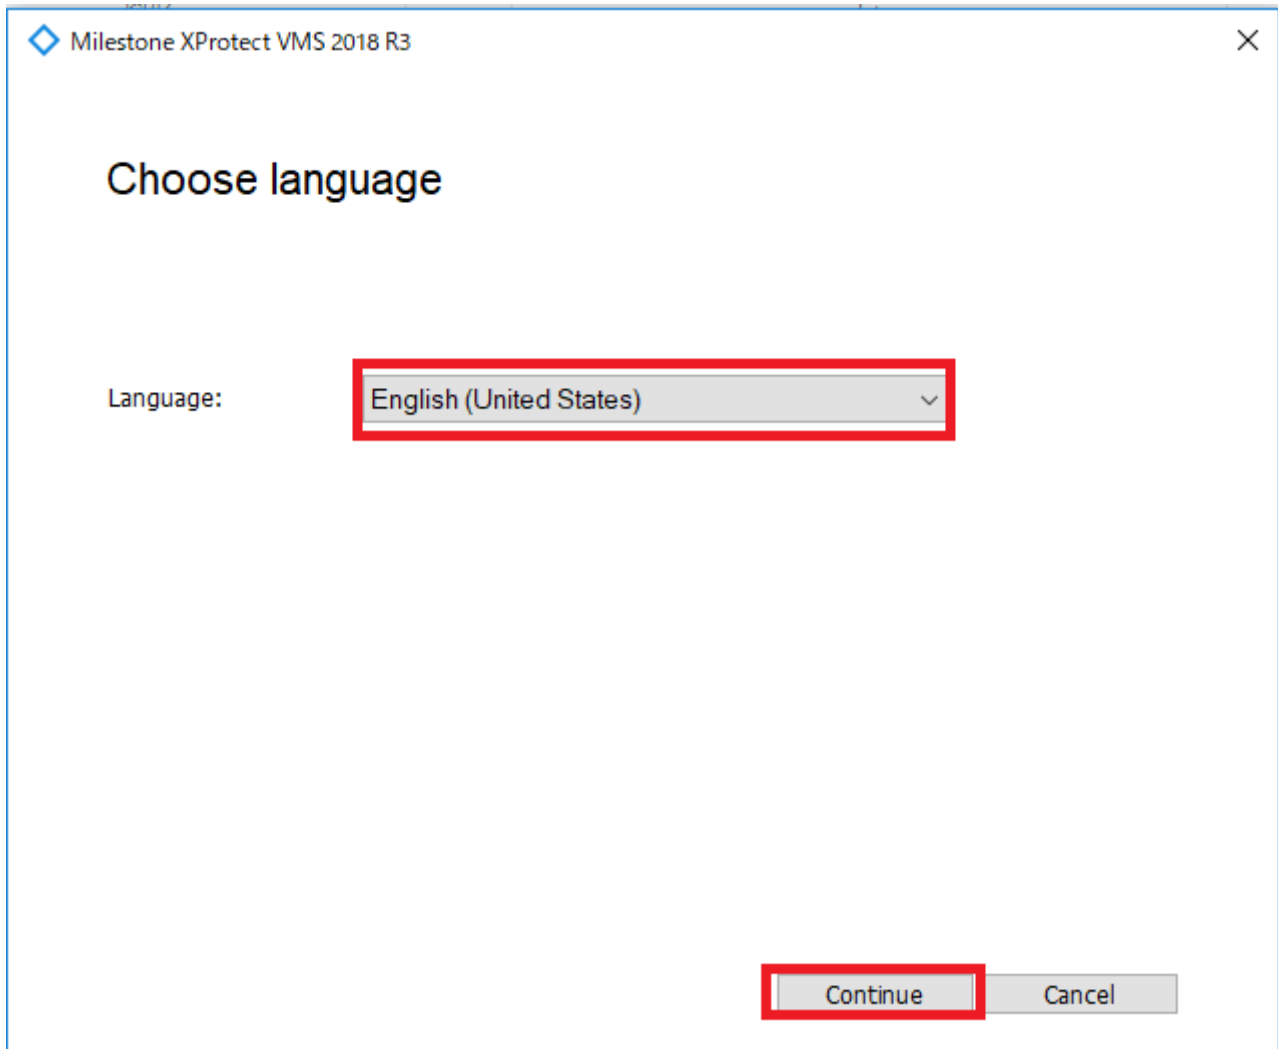 Milestone XProtect VMS 2018 R3
Choose language
Language:
English (United States)
Continue
Cancel